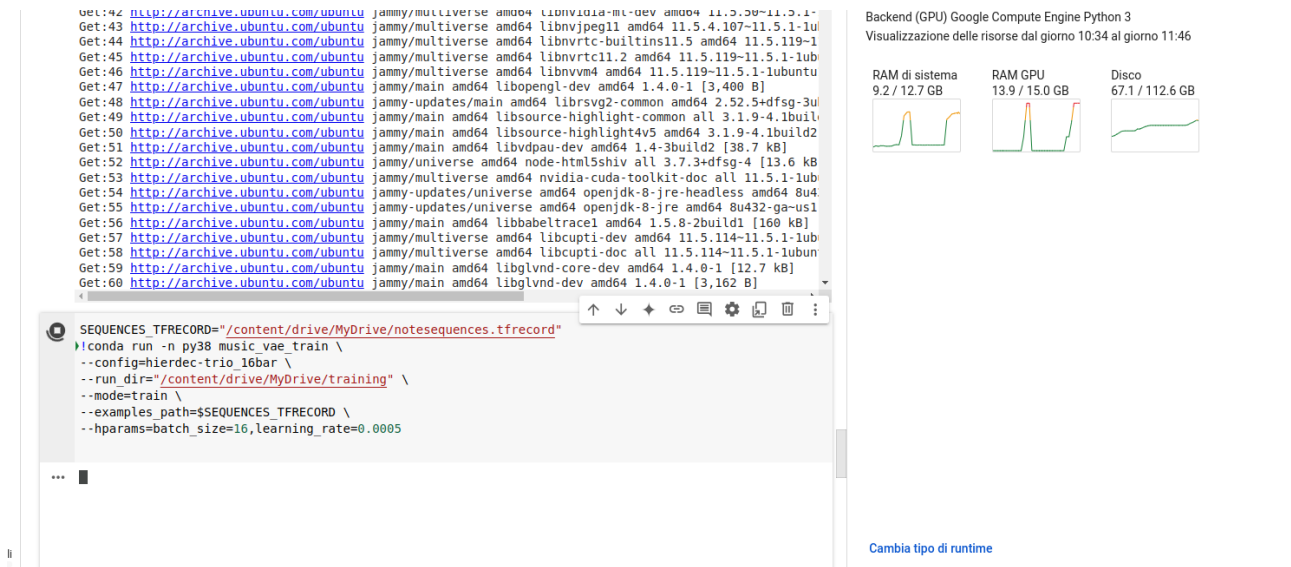 Get:42 http://archive.ubuntu.com/ubuntu jammy/multiverse amd64 libnvidia-ml-dev amd64 11.5.50~11.5.1-
Get:43 http://archive.ubuntu.com/ubuntu jammy/multiverse amd64 libnvjpeg11 amd64 11.5.4.107~11.5.1-1u
Get:44 http://archive.ubuntu.com/ubuntu jammy/multiverse amd64 libnvrtc-builtins11.5 amd64 11.5.119~1
Get:45 http://archive.ubuntu.com/ubuntu jammy/multiverse amd64 libnvrtc11.2 amd64 11.5.119~11.5.1-1ub
Get:46 http://archive.ubuntu.com/ubuntu jammy/multiverse amd64 libnvvm4 amd64 11.5.119~11.5.1-1ubuntu
Get:47 http://archive.ubuntu.com/ubuntu jammy/main amd64 libopengl-dev amd64 1.4.0-1 [3,400 B]
Get:48 http://archive.ubuntu.com/ubuntu jammy-updates/main amd64 librsvg2-common amd64 2.52.5+dfsg-3u
Get:49 http://archive.ubuntu.com/ubuntu jammy/main amd64 libsource-highlight-common all 3.1.9-4.1buil
Get:50 http://archive.ubuntu.com/ubuntu jammy/main amd64 libsource-highlight4v5 amd64 3.1.9-4.1build2
Get:51 http://archive.ubuntu.com/ubuntu jammy/main amd64 libvdpau-dev amd64 1.4-3build2 [38.7 kB]
Get:52 http://archive.ubuntu.com/ubuntu jammy/universe amd64 node-html5shiv all 3.7.3+dfsg-4 [13.6 kB
Get:53 http://archive.ubuntu.com/ubuntu jammy/multiverse amd64 nvidia-cuda-toolkit-doc all 11.5.1-1ub
Get:54 http://archive.ubuntu.com/ubuntu jammy-updates/universe amd64 openjdk-8-jre-headless amd64 8u4
Get:55 http://archive.ubuntu.com/ubuntu jammy-updates/universe amd64 openjdk-8-jre amd64 8u432-ga~us1
Get:56 http://archive.ubuntu.com/ubuntu jammy/main amd64 libbabeltrace1 amd64 1.5.8-2build1 [160 kB]
Get:57 http://archive.ubuntu.com/ubuntu jammy/multiverse amd64 libcupti-dev amd64 11.5.114~11.5.1-1ub
Get:58 http://archive.ubuntu.com/ubuntu jammy/multiverse amd64 libcupti-doc all 11.5.114~11.5.1-1ubun
Get:59 http://archive.ubuntu.com/ubuntu jammy/main amd64 libglvnd-core-dev amd64 1.4.0-1 [12.7 kB]
Get:60 http://archive.ubuntu.com/ubuntu jammy/main amd64 libglvnd-dev amd64 1.4.0-1 [3,162 B]
SEQUENCES_TFRECORD="/content/drive/MyDrive/notesequences.tfrecord"
!conda run -n py38 music_vae_train \
--config=hierdec-trio_16bar \
--run_dir="/content/drive/MyDrive/training" \
--mode=train \
--examples_path=$SEQUENCES_TFRECORD \
--hparams=batch_size=16,learning_rate=0.0005
li
Backend (GPU) Google Compute Engine Python 3
Visualizzazione delle risorse dal giorno 10:34 al giorno 11:46
RAM di sistema
9.2 / 12.7 GB
RAM GPU
13.9 / 15.0 GB
Disco
67.1 / 112.6 GB
Cambia tipo di runtime